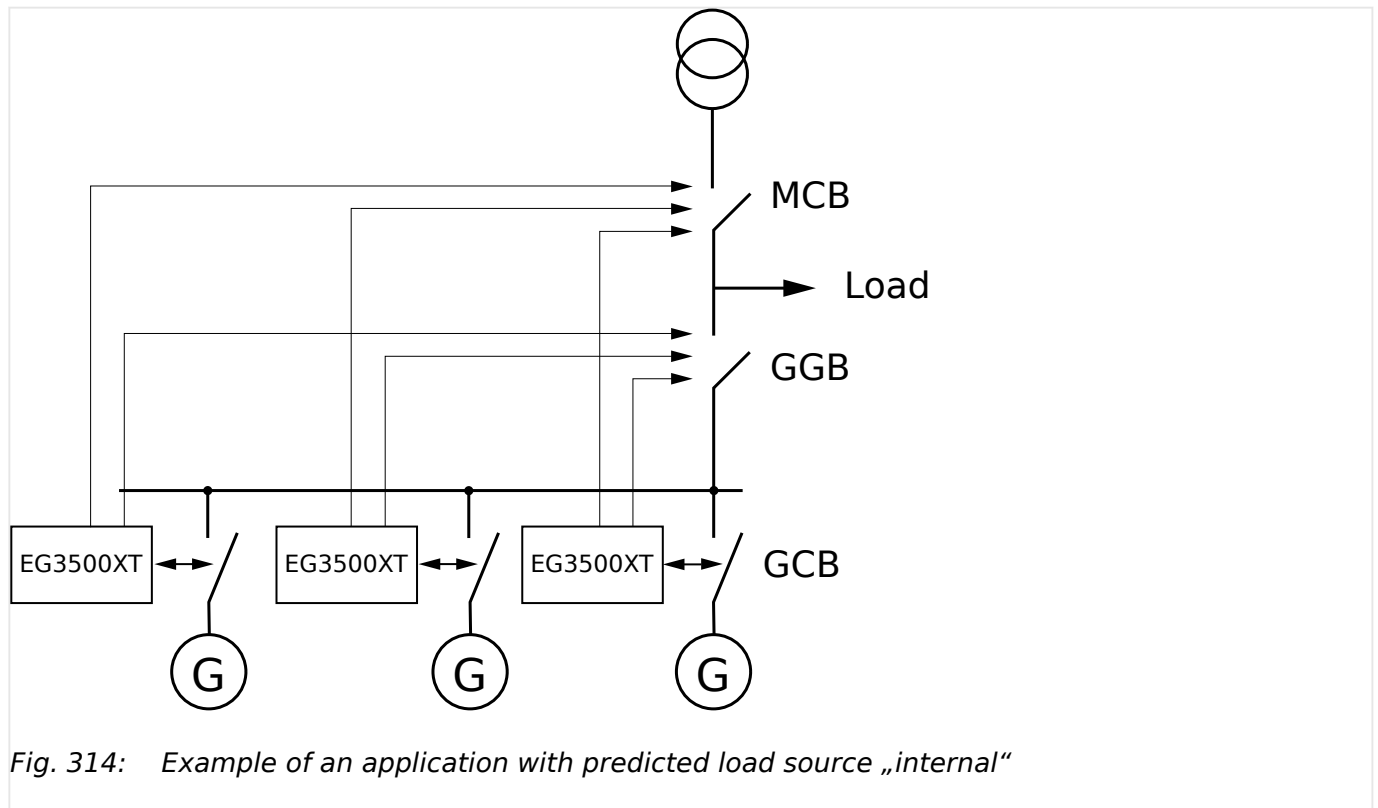 MCB
Load
GGB
EG3500XT
EG3500XT
EG3500XT
GCB
G
G
G
Fig. 314: Example of an application with predicted load source „internal“